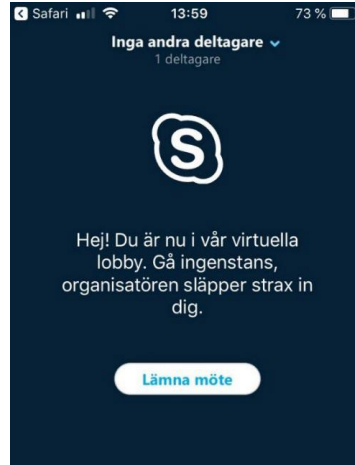 Safari 13:59 73 %
Inga andra deltagare
1 deltagare
S
Hej! Du är nu i vår virtuella
lobby. Gå ingenstans,
organisatören släpper strax in
dig.
Lämna möte